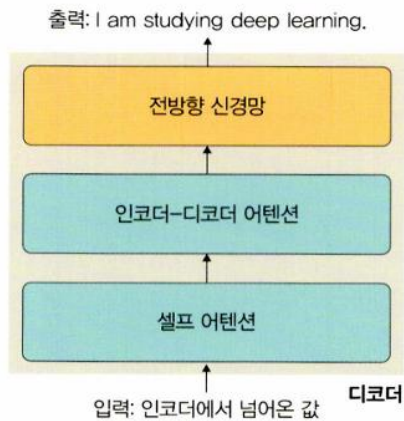 출력: I am studying deep learning.
전방향 신경망
인코더-디코더 어텐션
셀프 어텐션
디코더
입력: 인코더에서 넘어온 값